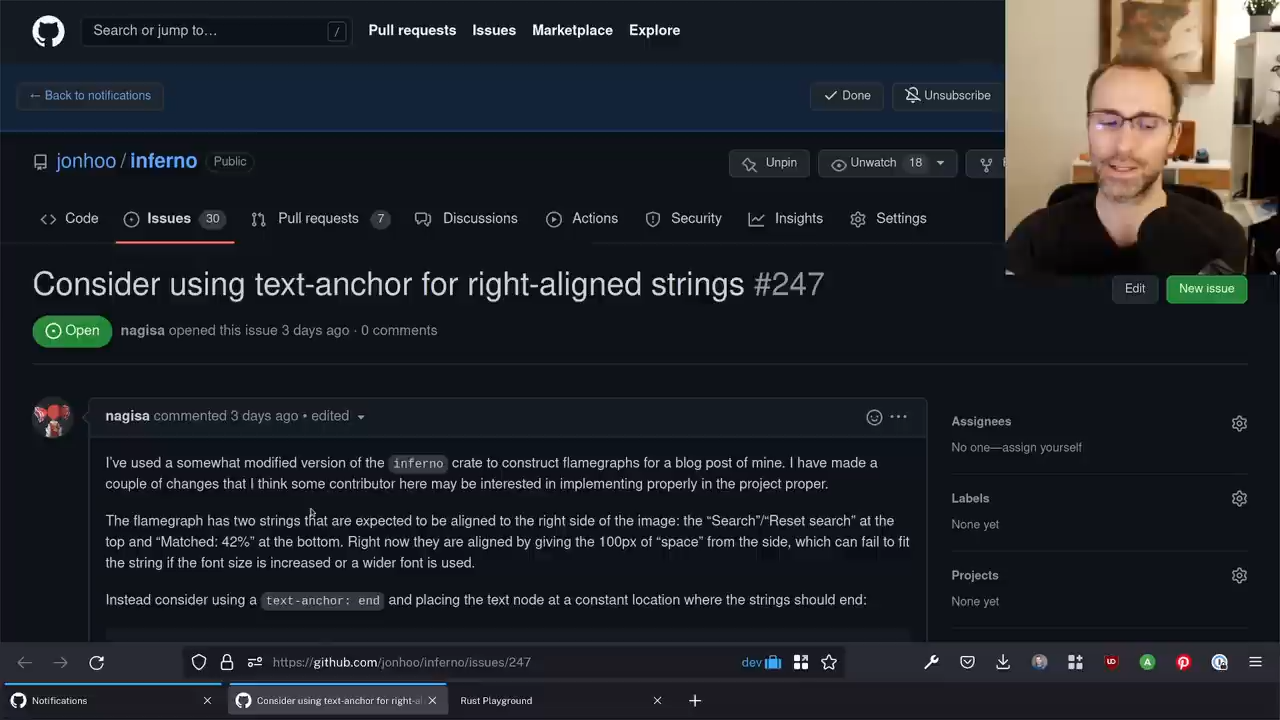 Search or jump to…
/
Pull requests
Issues
Marketplace
Explore
← Back to notifications
Done
Unsubscribe
jonhoo / inferno
Public
Unpin
Unwatch 18
Code
Issues 30
Pull requests 7
Discussions
Actions
Security
Insights
Settings
Consider using text-anchor for right-aligned strings #247
Edit
New issue
Open
nagisa opened this issue 3 days ago · 0 comments
nagisa commented 3 days ago • edited
I've used a somewhat modified version of the inferno crate to construct flamegraphs for a blog post of mine. I have made a
couple of changes that I think some contributor here may be interested in implementing properly in the project proper.
The flamegraph has two strings that are expected to be aligned to the right side of the image: the “Search”/“Reset search” at the
top and “Matched: 42%” at the bottom. Right now they are aligned by giving the 100px of “space” from the side, which can fail to fit
the string if the font size is increased or a wider font is used.
Instead consider using a text-anchor: end and placing the text node at a constant location where the strings should end:
Assignees
No one—assign yourself
Labels
None yet
Projects
None yet
https://github.com/jonhoo/inferno/issues/247
dev
Notifications
Consider using text-anchor for right-al
Rust Playground